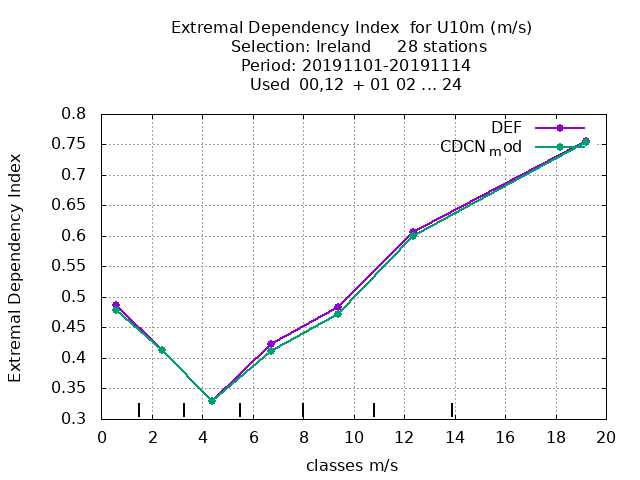 Extremal Dependency Index  for U10m (m/s)
Selection: Ireland     28 stations
Period: 20191101-20191114
Used  00,12  + 01 02 ... 24
DEF
CDCN_mod
Extremal Dependency Index
0.8
0.75
0.7
0.65
0.6
0.55
0.5
0.45
0.4
0.35
0.3
0 2 4 6 8 10 12 14 16 18 20
classes m/s